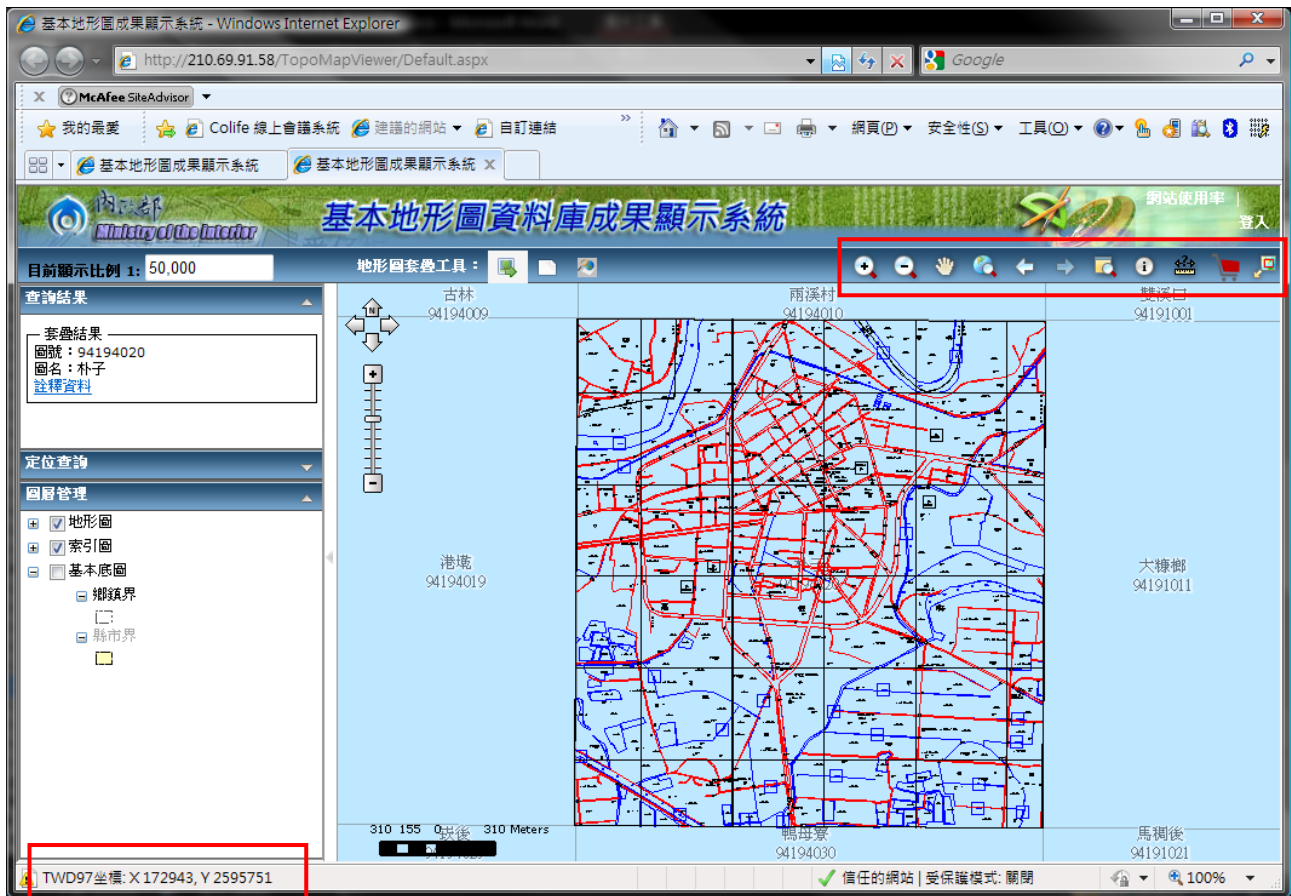 基本地形圖成果顯示系統 - Windows Internet Explorer
http://210.69.91.58/TopoMapViewer/Default.aspx
Google
X McAfee SiteAdvisor
我的最愛 Colife 線上會議系統 建議的網站 自訂連結 » 網頁(P) 安全性(S) 工具(O)
基本地形圖成果顯示系統 基本地形圖成果顯示系統 X
內政部
Ministry of the Interior
基本地形圖資料庫成果顯示系統
網站使用率 |
登入
目前顯示比例 1: 50,000
地形圖套疊工具：
查詢結果
套疊結果
圖號：94194020
圖名：朴子
詮釋資料
定位查詢
圖層管理
地形圖
索引圖
基本底圖
鄉鎮界
縣市界
N
古林
94194009
雨溪村
94194010
雙溪口
94191001
港墘
94194019
大糠榔
94191011
310 155 0 310 Meters
崁後
鴨母寮
94194030
馬稠後
94191021
TWD97坐標: X 172943, Y 2595751
信任的網站 | 受保護模式: 關閉
100%